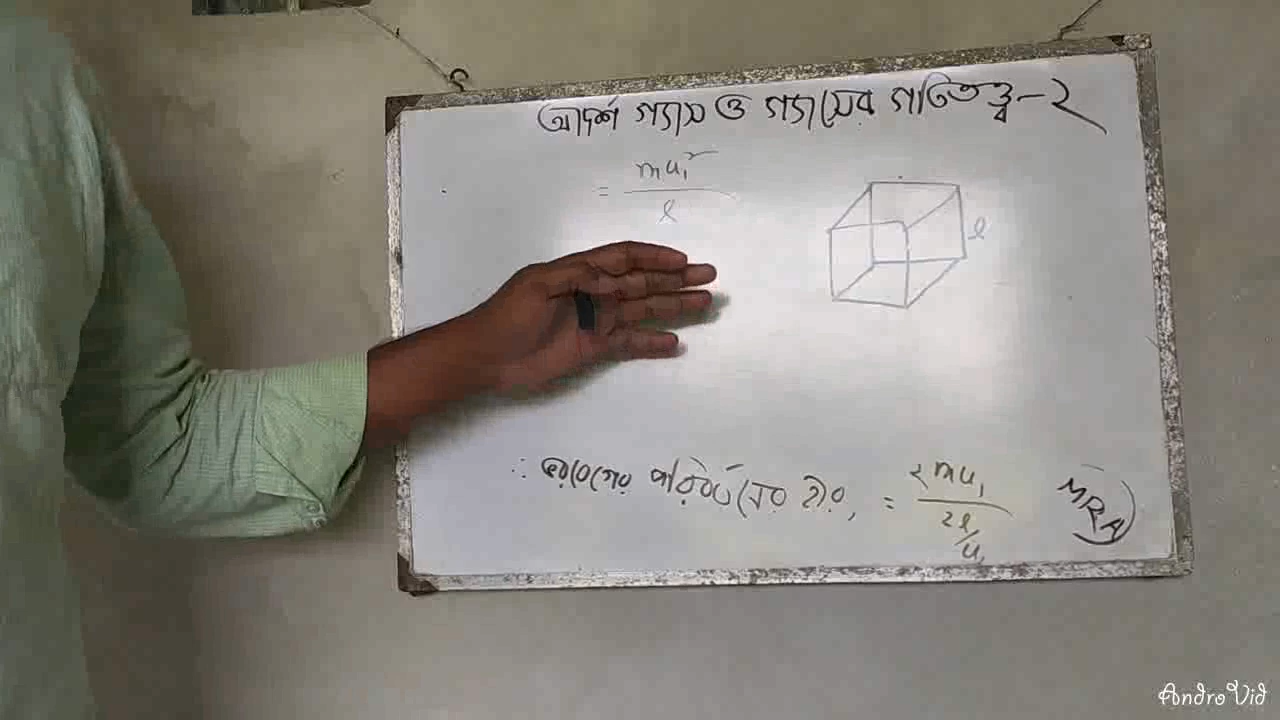 আদর্শ গ্যাস ও গ্যাসের গতিতত্ত্ব-২
= mu₁² / l
l
∴ ভরবেগের পরিবর্তনের হার, = 2mu₁ / 2l/u₁
MRA
AndroVid